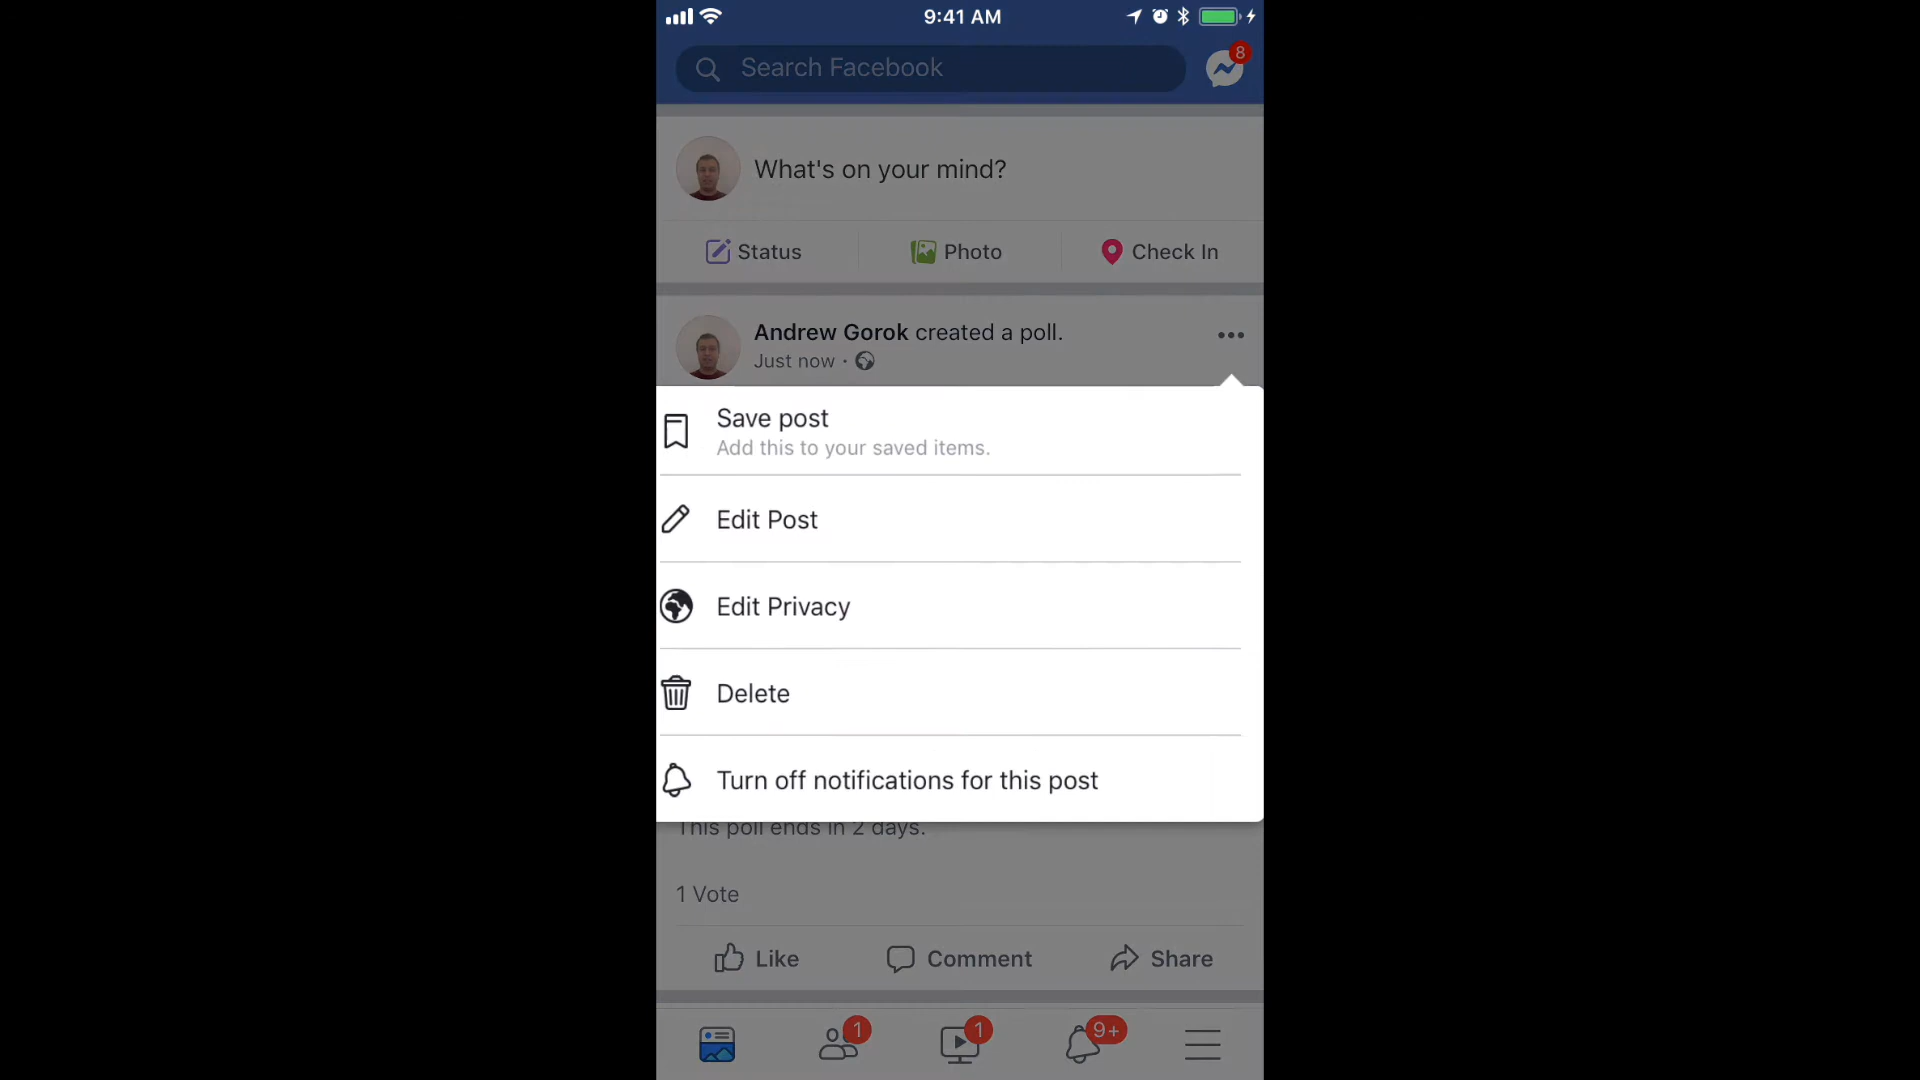 9:41 AM
Search Facebook
8
What's on your mind?
Status
Photo
Check In
Andrew Gorok created a poll.
Just now ·
Save post
Add this to your saved items.
Edit Post
Edit Privacy
Delete
Turn off notifications for this post
This poll ends in 2 days.
1 Vote
Like
Comment
Share
1
1
9+